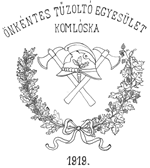 ÖNKÉNTES TŰZOLTÓ EGYESÜLET
KOMLÓSKA
1919.